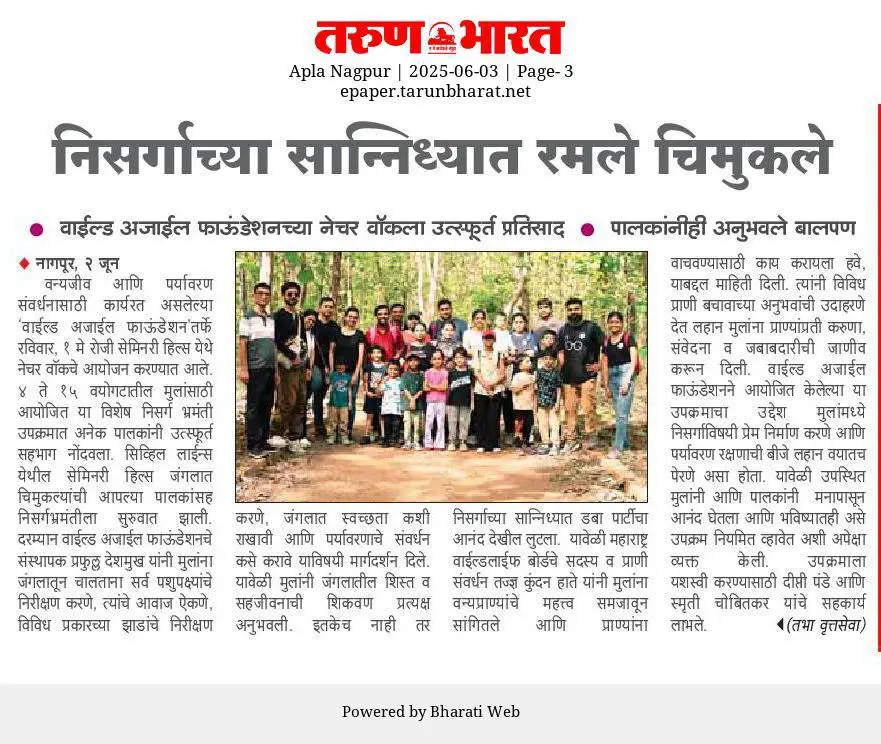 तरुण भारत
Apla Nagpur | 2025-06-03 | Page- 3
epaper.tarunbharat.net
निसर्गाच्या सान्निध्यात रमले चिमुकले
● वाईल्ड अजाईल फाऊंडेशनच्या नेचर वॉकला उत्स्फूर्त प्रतिसाद ● पालकांनीही अनुभवले बालपण
◆ नागपूर, २ जून
वन्यजीव आणि पर्यावरण
संवर्धनासाठी कार्यरत असलेल्या
'वाईल्ड अजाईल फाऊंडेशन'तर्फे
रविवार, १ मे रोजी सेमिनरी हिल्स येथे
नेचर वॉकचे आयोजन करण्यात आले.
४ ते १५ वयोगटातील मुलांसाठी
आयोजित या विशेष निसर्ग भ्रमंती
उपक्रमात अनेक पालकांनी उत्स्फूर्त
सहभाग नोंदवला. सिव्हिल लाईन्स
येथील सेमिनरी हिल्स जंगलात
चिमुकल्यांची आपल्या पालकांसह
निसर्गभ्रमंतीला सुरुवात झाली.
दरम्यान वाईल्ड अजाईल फाऊंडेशनचे
संस्थापक प्रफुल्ल देशमुख यांनी मुलांना
जंगलातून चालताना सर्व पशुपक्ष्यांचे
निरीक्षण करणे, त्यांचे आवाज ऐकणे,
विविध प्रकारच्या झाडांचे निरीक्षण
करणे, जंगलात स्वच्छता कशी
राखावी आणि पर्यावरणाचे संवर्धन
कसे करावे याविषयी मार्गदर्शन दिले.
यावेळी मुलांनी जंगलातील शिस्त व
सहजीवनाची शिकवण प्रत्यक्ष
अनुभवली. इतकेच नाही तर
निसर्गाच्या सान्निध्यात डबा पार्टीचा
आनंद देखील लुटला. यावेळी महाराष्ट्र
वाईल्डलाईफ बोर्डचे सदस्य व प्राणी
संवर्धन तज्ज्ञ कुंदन हाते यांनी मुलांना
वन्यप्राण्यांचे महत्त्व समजावून
सांगितले आणि प्राण्यांना
वाचवण्यासाठी काय करायला हवे,
याबद्दल माहिती दिली. त्यांनी विविध
प्राणी बचावाच्या अनुभवांची उदाहरणे
देत लहान मुलांना प्राण्यांप्रती करुणा,
संवेदना व जबाबदारीची जाणीव
करून दिली. वाईल्ड अजाईल
फाऊंडेशनने आयोजित केलेल्या या
उपक्रमाचा उद्देश मुलांमध्ये
निसर्गाविषयी प्रेम निर्माण करणे आणि
पर्यावरण रक्षणाची बीजे लहान वयातच
पेरणे असा होता. यावेळी उपस्थित
मुलांनी आणि पालकांनी मनापासून
आनंद घेतला आणि भविष्यातही असे
उपक्रम नियमित व्हावेत अशी अपेक्षा
व्यक्त केली. उपक्रमाला
यशस्वी करण्यासाठी दीप्ती पंडे आणि
स्मृती चोबितकर यांचे सहकार्य
लाभले. ◀(तभा वृत्तसेवा)
Powered by Bharati Web